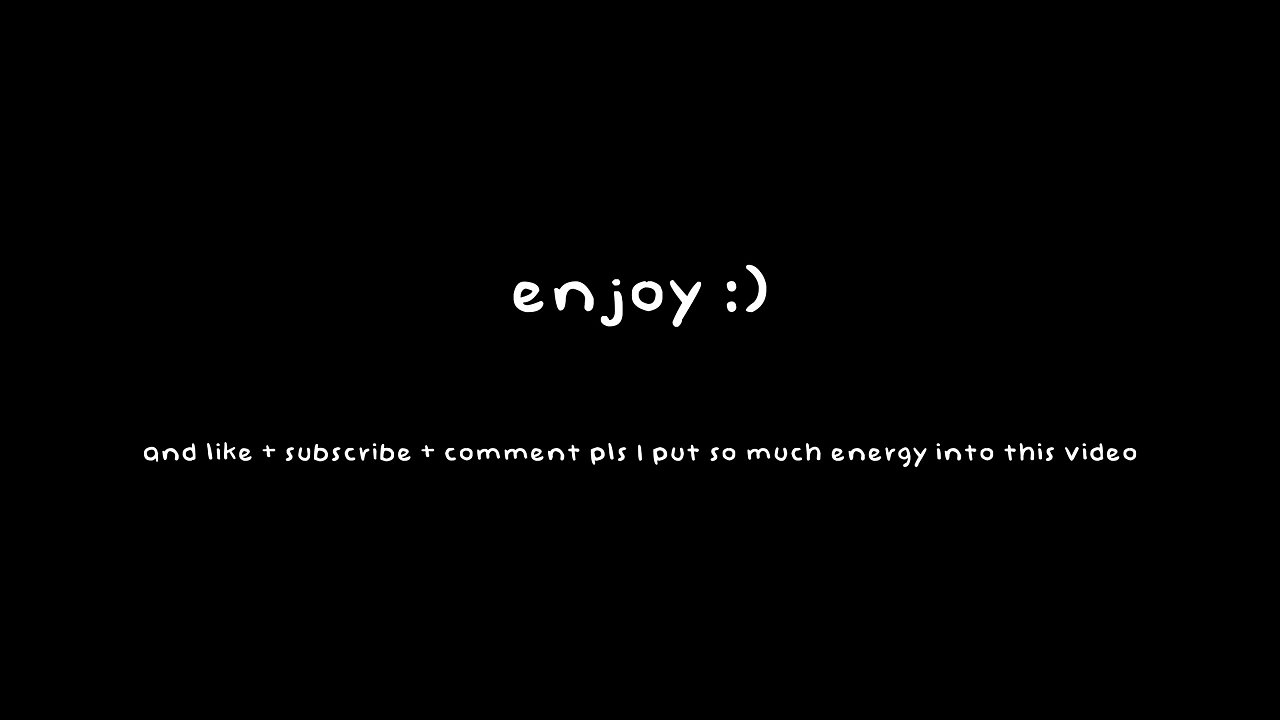 enjoy :)
and like + subscribe + comment pls I put so much energy into this video